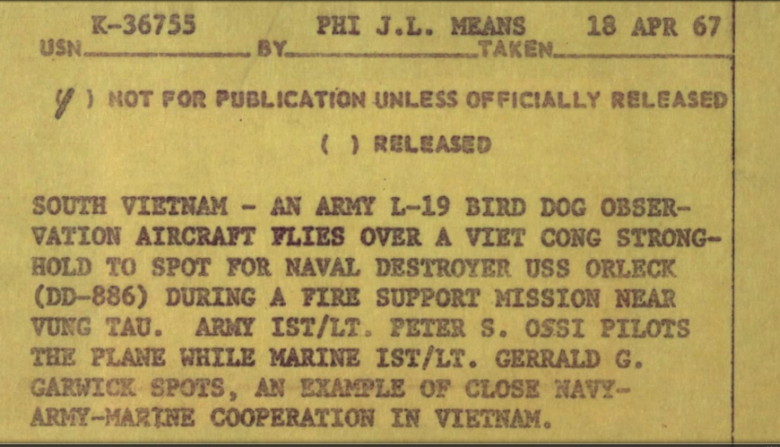 K-36755 PHI J.L. MEANS 18 APR 67
USN BY TAKEN
) NOT FOR PUBLICATION UNLESS OFFICIALLY RELEASED
( ) RELEASED
SOUTH VIETNAM - AN ARMY L-19 BIRD DOG OBSER-
VATION AIRCRAFT FLIES OVER A VIET CONG STRONG-
HOLD TO SPOT FOR NAVAL DESTROYER USS ORLECK
(DD-886) DURING A FIRE SUPPORT MISSION NEAR
VUNG TAU. ARMY IST/LT. PETER S. OSSI PILOTS
THE PLANE WHILE MARINE IST/LT. GERRALD G.
GARWICK SPOTS, AN EXAMPLE OF CLOSE NAVY-
ARMY-MARINE COOPERATION IN VIETNAM.